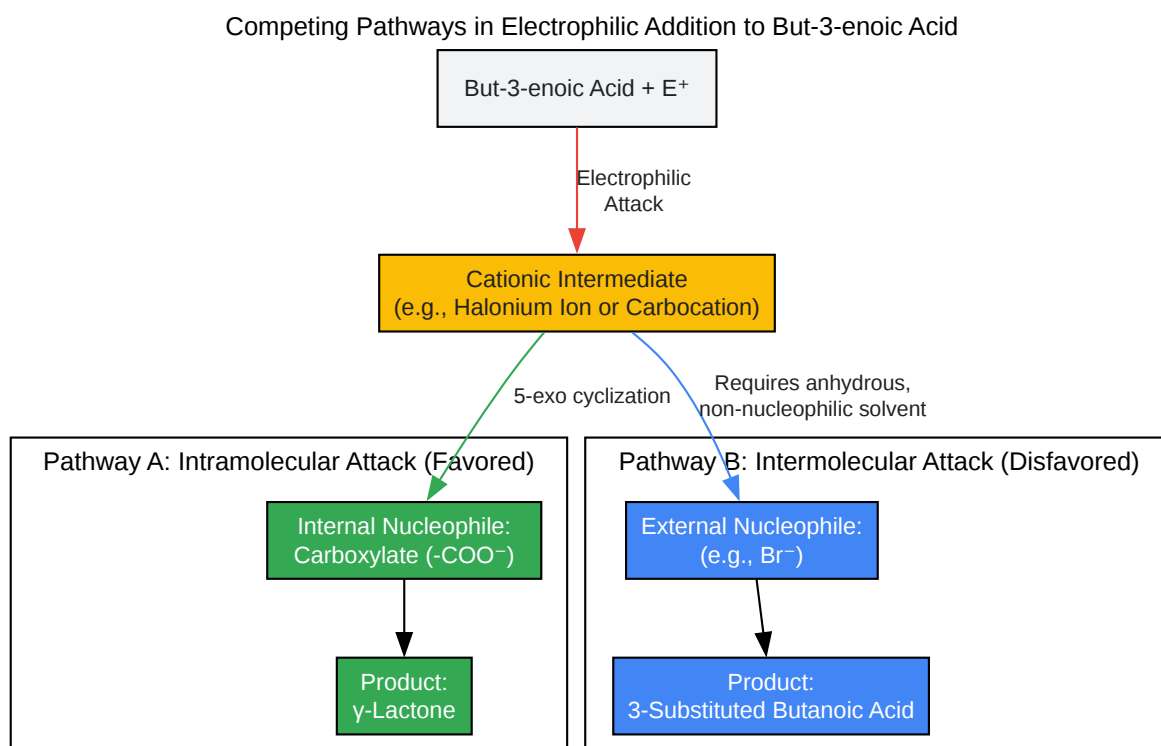 Competing Pathways in Electrophilic Addition to But-3-enoic Acid
But-3-enoic Acid + E⁺
Electrophilic
Attack
Cationic Intermediate
(e.g., Halonium Ion or Carbocation)
5-exo cyclization
Requires anhydrous,
non-nucleophilic solvent
Pathway A: Intramolecular Attack (Favored)
Internal Nucleophile:
Carboxylate (-COO⁻)
Product:
γ-Lactone
Pathway B: Intermolecular Attack (Disfavored)
External Nucleophile:
(e.g., Br⁻)
Product:
3-Substituted Butanoic Acid